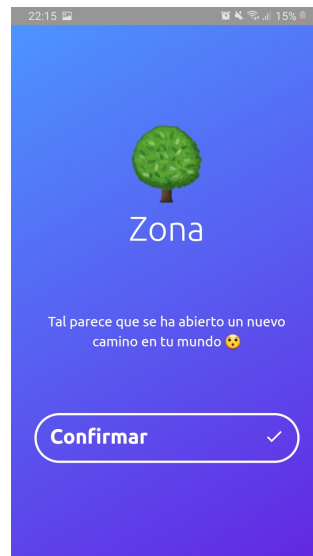 22:15 15%
Zona
Tal parece que se ha abierto un nuevo
camino en tu mundo 😯
Confirmar